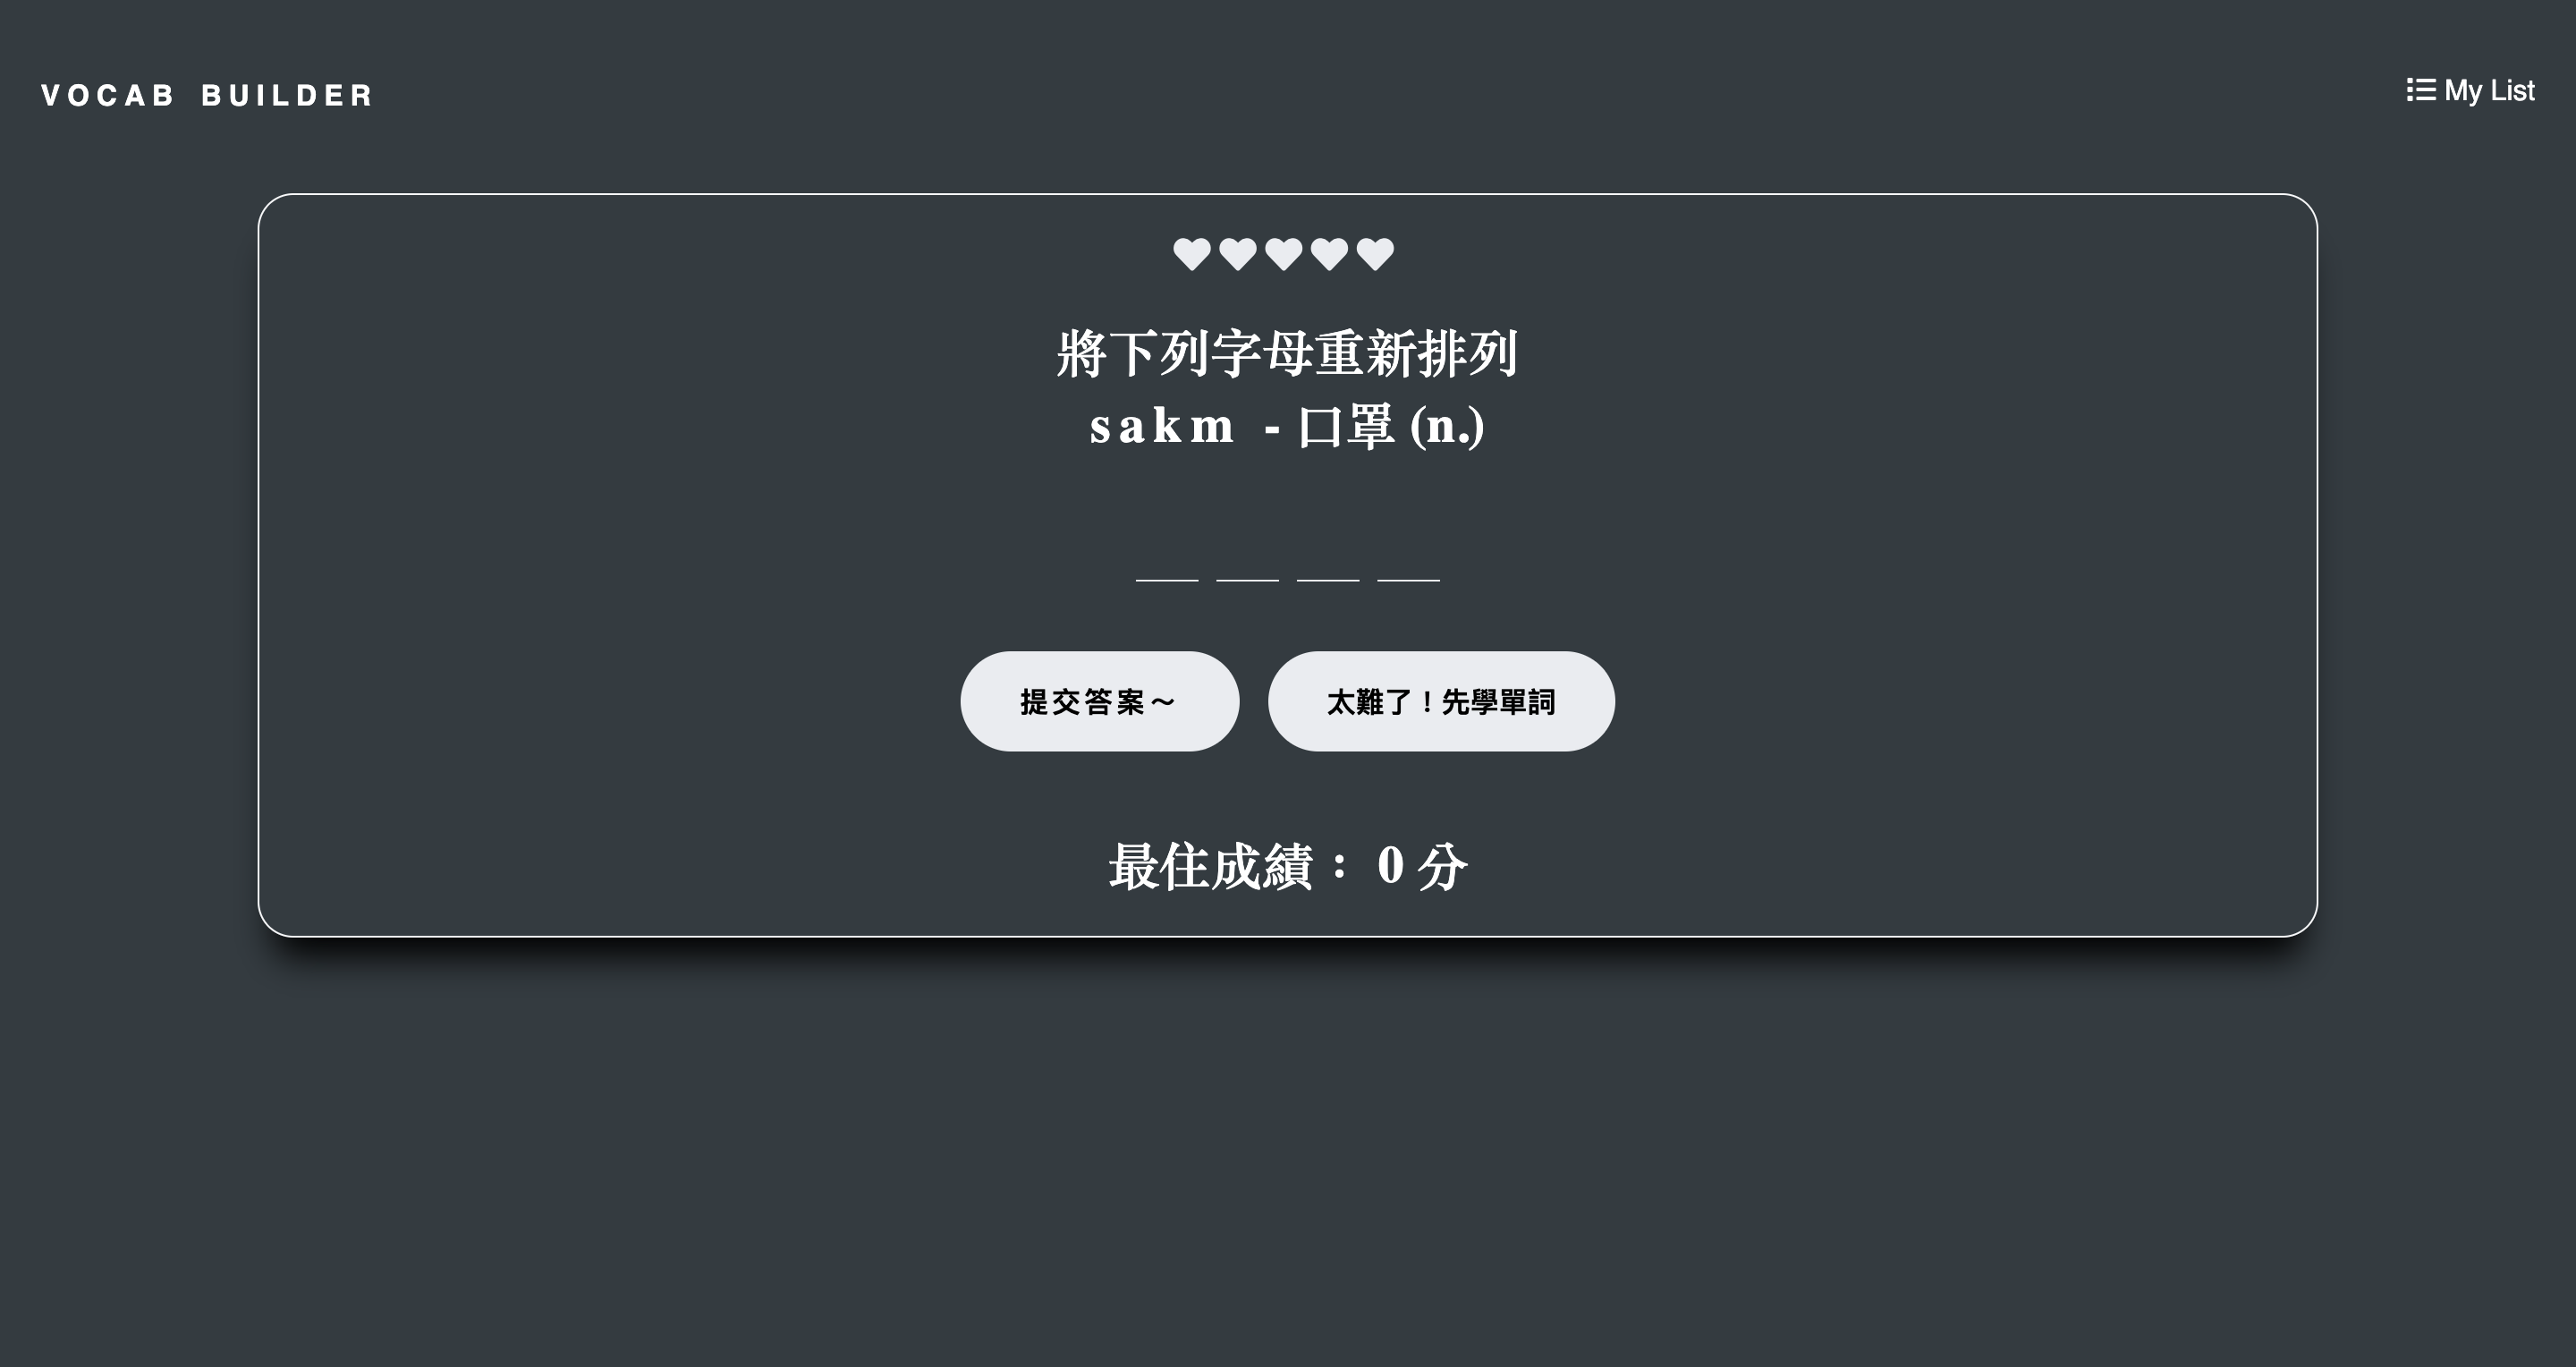 VOCAB BUILDER
My List
將下列字母重新排列
sakm - 口罩 (n.)
提交答案～
太難了！先學單詞
最住成績： 0 分